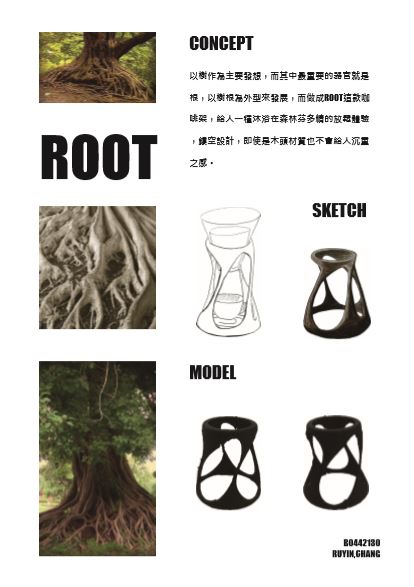 CONCEPT
以樹作為主要發想，而其中最重要的器官就是
根，以樹根為外型來發展，而做成ROOT這款咖
啡架，給人一種沐浴在森林芬多精的放鬆體驗
，鏤空設計，即使是木頭材質也不會給人沉重
之感。
ROOT
SKETCH
MODEL
B0442180
RUYIN,CHANG